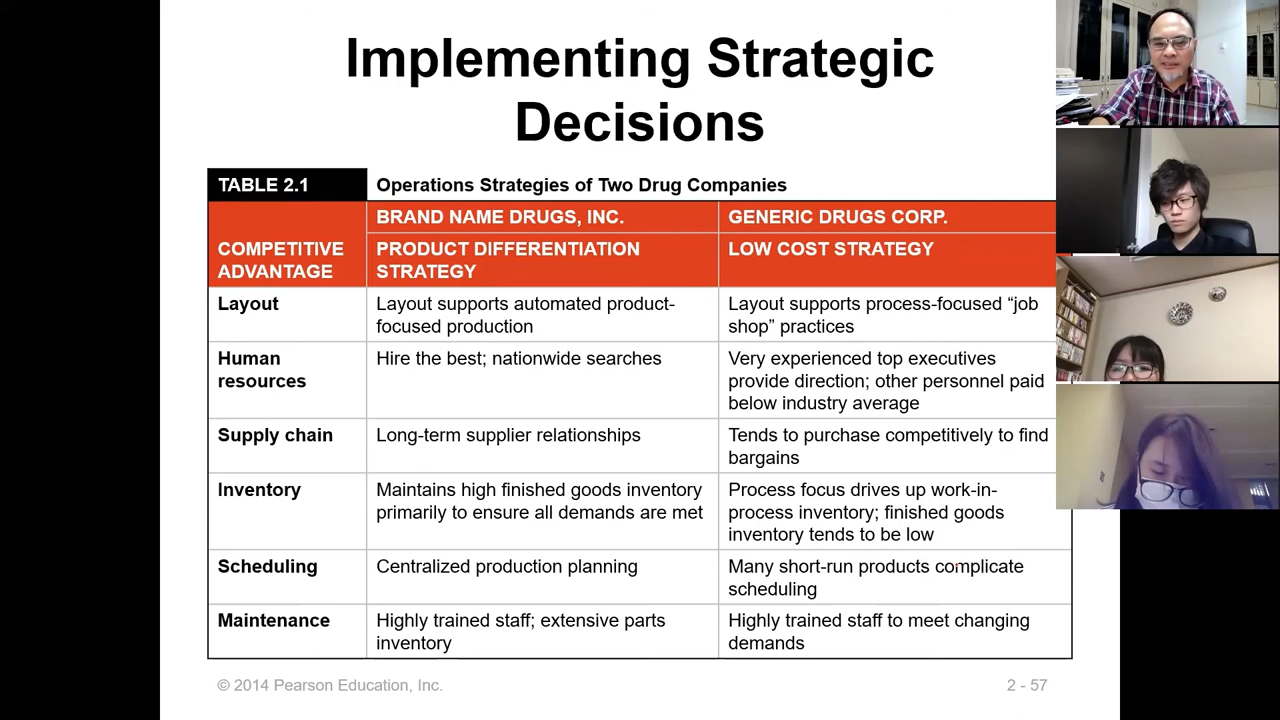 Implementing Strategic
Decisions
TABLE 2.1
Operations Strategies of Two Drug Companies
COMPETITIVE
ADVANTAGE
BRAND NAME DRUGS, INC.
PRODUCT DIFFERENTIATION
STRATEGY
GENERIC DRUGS CORP.
LOW COST STRATEGY
Layout
Layout supports automated product-
focused production
Layout supports process-focused “job
shop” practices
Human
resources
Hire the best; nationwide searches
Very experienced top executives
provide direction; other personnel paid
below industry average
Supply chain
Long-term supplier relationships
Tends to purchase competitively to find
bargains
Inventory
Maintains high finished goods inventory
primarily to ensure all demands are met
Process focus drives up work-in-
process inventory; finished goods
inventory tends to be low
Scheduling
Centralized production planning
Many short-run products complicate
scheduling
Maintenance
Highly trained staff; extensive parts
inventory
Highly trained staff to meet changing
demands
© 2014 Pearson Education, Inc.
2 - 57